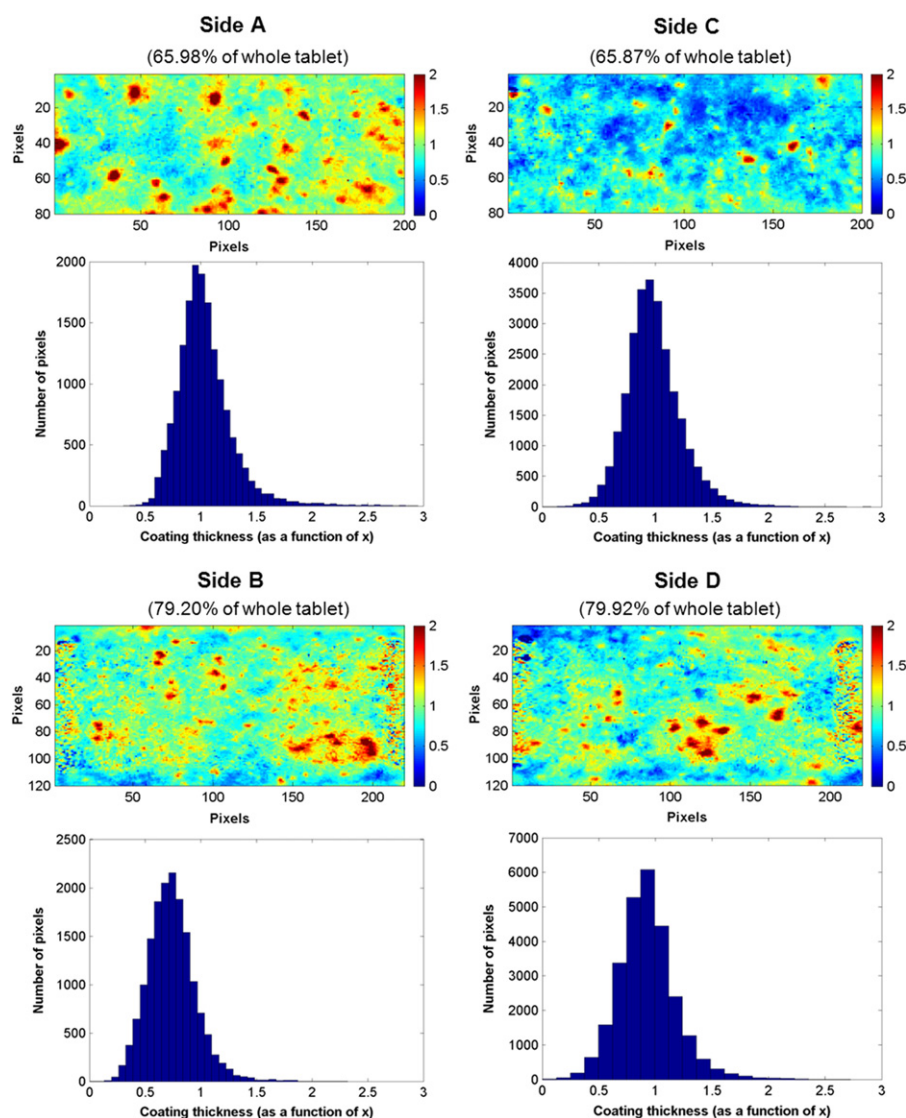 Side A
(65.98% of whole tablet)
2
1.5
1
0.5
0
20
40
60
80
Pixels
50 100 150 200
Pixels
Side C
(65.87% of whole tablet)
2
1.5
1
0.5
0
20
40
60
80
Pixels
50 100 150 200
Pixels
2000
1500
1000
500
0
Number of pixels
0 0.5 1 1.5 2 2.5 3
Coating thickness (as a function of x)
4000
3500
3000
2500
2000
1500
1000
500
0
Number of pixels
0 0.5 1 1.5 2 2.5 3
Coating thickness (as a function of x)
Side B
(79.20% of whole tablet)
2
1.5
1
0.5
0
20
40
60
80
100
120
Pixels
50 100 150 200
Pixels
Side D
(79.92% of whole tablet)
2
1.5
1
0.5
0
20
40
60
80
100
120
Pixels
50 100 150 200
Pixels
2500
2000
1500
1000
500
0
Number of pixels
0 0.5 1 1.5 2 2.5 3
Coating thickness (as a function of x)
7000
6000
5000
4000
3000
2000
1000
0
Number of pixels
0 0.5 1 1.5 2 2.5 3
Coating thickness (as a function of x)